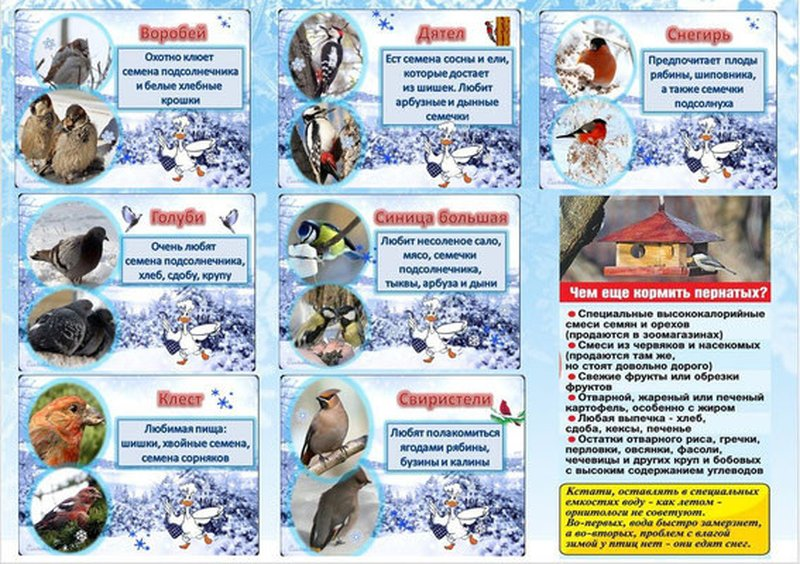 Воробей
Охотно клюет
семена подсолнечника
и белые хлебные
крошки
Дятел
Ест семена сосны и ели,
которые достает
из шишек. Любит
арбузные и дынные
семечки
Снегирь
Предпочитает плоды
рябины, шиповника,
а также семечки
подсолнуха
Голуби
Очень любят
семена подсолнечника,
хлеб, сдобу, крупу
Синица большая
Любит несоленое сало,
мясо, семечки
подсолнечника,
тыквы, арбуза и дыни
Клест
Любимая пища:
шишки, хвойные семена,
семена сорняков
Свиристели
Любят полакомиться
ягодами рябины,
бузины и калины
Чем еще кормить пернатых?
Специальные высококалорийные
смеси семян и орехов
(продаются в зоомагазинах)
Смеси из червяков и насекомых
(продаются там же,
но стоят довольно дорого)
Свежие фрукты или обрезки
фруктов
Отварной, жареный или печеный
картофель, особенно с жиром
Любая выпечка - хлеб,
сдоба, кексы, печенье
Остатки отварного риса, гречки,
перловки, овсянки, фасоли,
чечевицы и других круп и бобовых
с высоким содержанием углеводов
Кстати, оставлять в специальных
емкостях воду - как летом -
орнитологи не советуют.
Во-первых, вода быстро замерзнет,
а во-вторых, проблем с влагой
зимой у птиц нет - они едят снег.